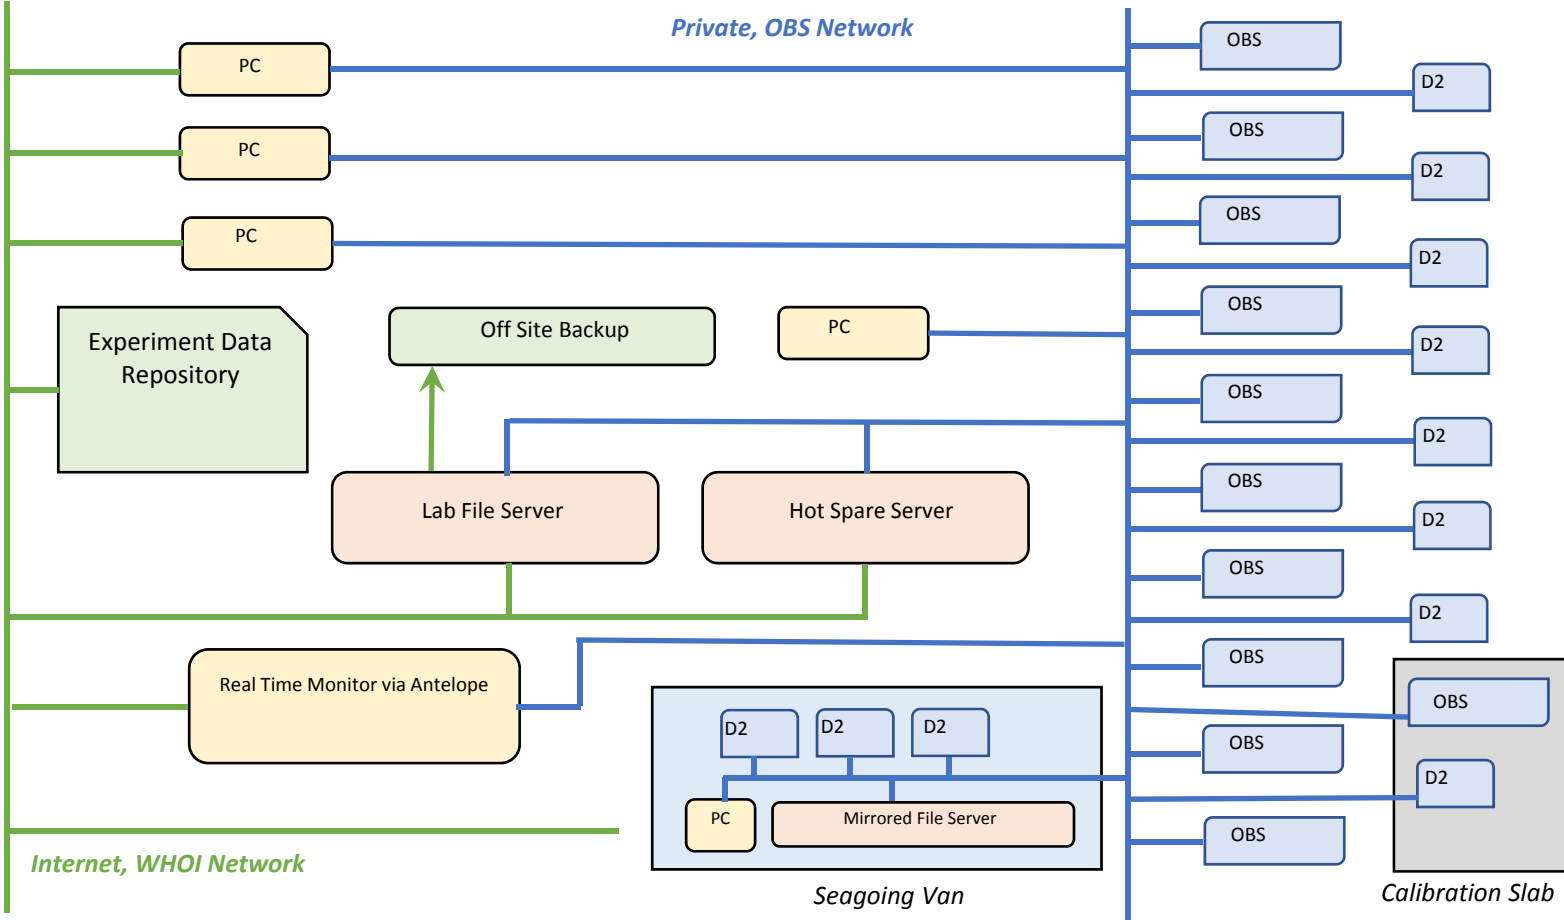 Private, OBS Network
OBS
PC
D2
OBS
PC
D2
OBS
PC
D2
OBS
PC
Off Site Backup
Experiment Data
Repository
D2
OBS
D2
OBS
Lab File Server
Hot Spare Server
D2
OBS
D2
OBS
Real Time Monitor via Antelope
OBS
D2
D2
D2
OBS
D2
PC
Mirrored File Server
OBS
Internet, WHOI Network
Seagoing Van
Calibration Slab